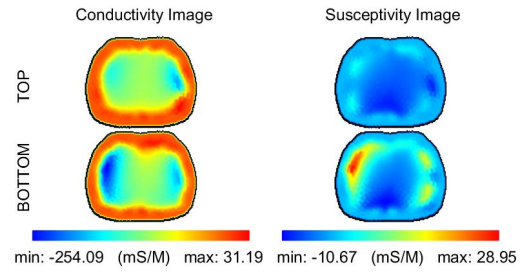 Conductivity Image
Susceptivity Image
TOP
BOTTOM
min: -254.09 (mS/M) max: 31.19
min: -10.67 (mS/M) max: 28.95